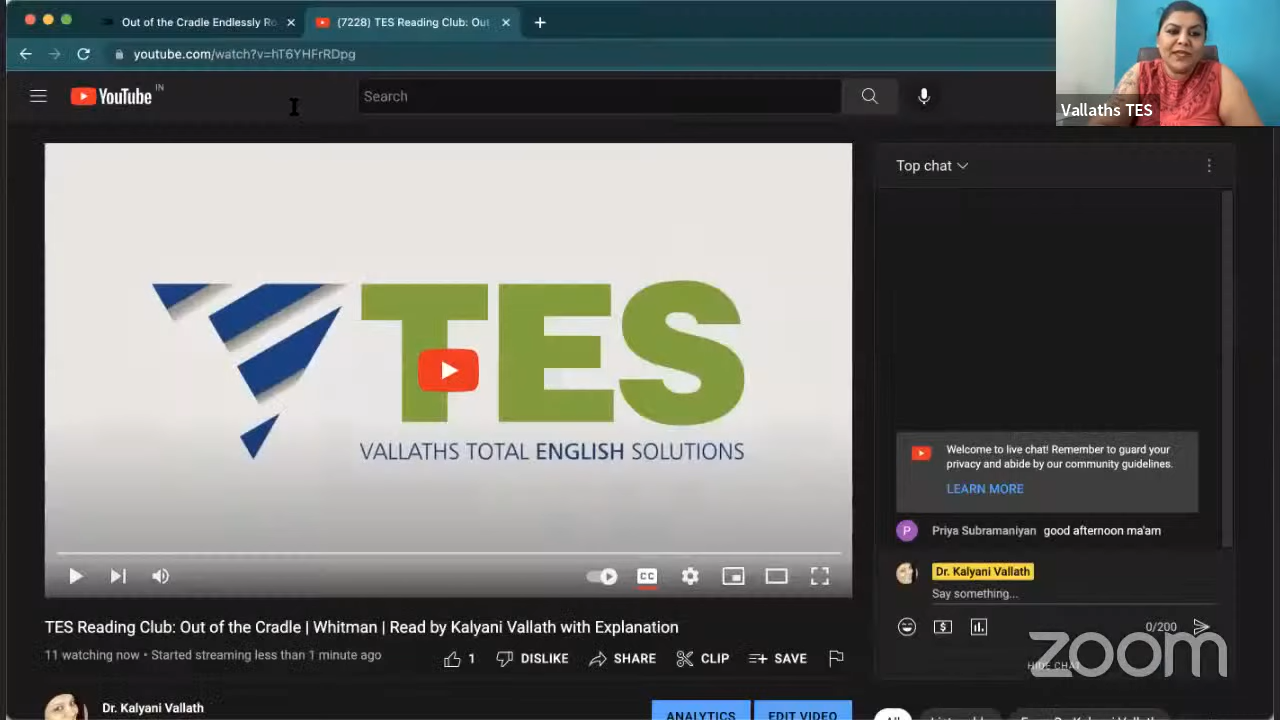 Out of the Cradle Endlessly Ro
(7228) TES Reading Club: Out
youtube.com/watch?v=hT6YHFrRDpg
YouTube IN
Search
Vallaths TES
Top chat
TES
VALLATHS TOTAL ENGLISH SOLUTIONS
Welcome to live chat! Remember to guard your
privacy and abide by our community guidelines.
LEARN MORE
Priya Subramaniyan good afternoon ma'am
Dr. Kalyani Vallath
Say something...
0/200
HIDE CHAT
zoom
CC
TES Reading Club: Out of the Cradle | Whitman | Read by Kalyani Vallath with Explanation
11 watching now • Started streaming less than 1 minute ago
1 DISLIKE SHARE CLIP SAVE
Dr. Kalyani Vallath
ANALYTICS EDIT VIDEO
All